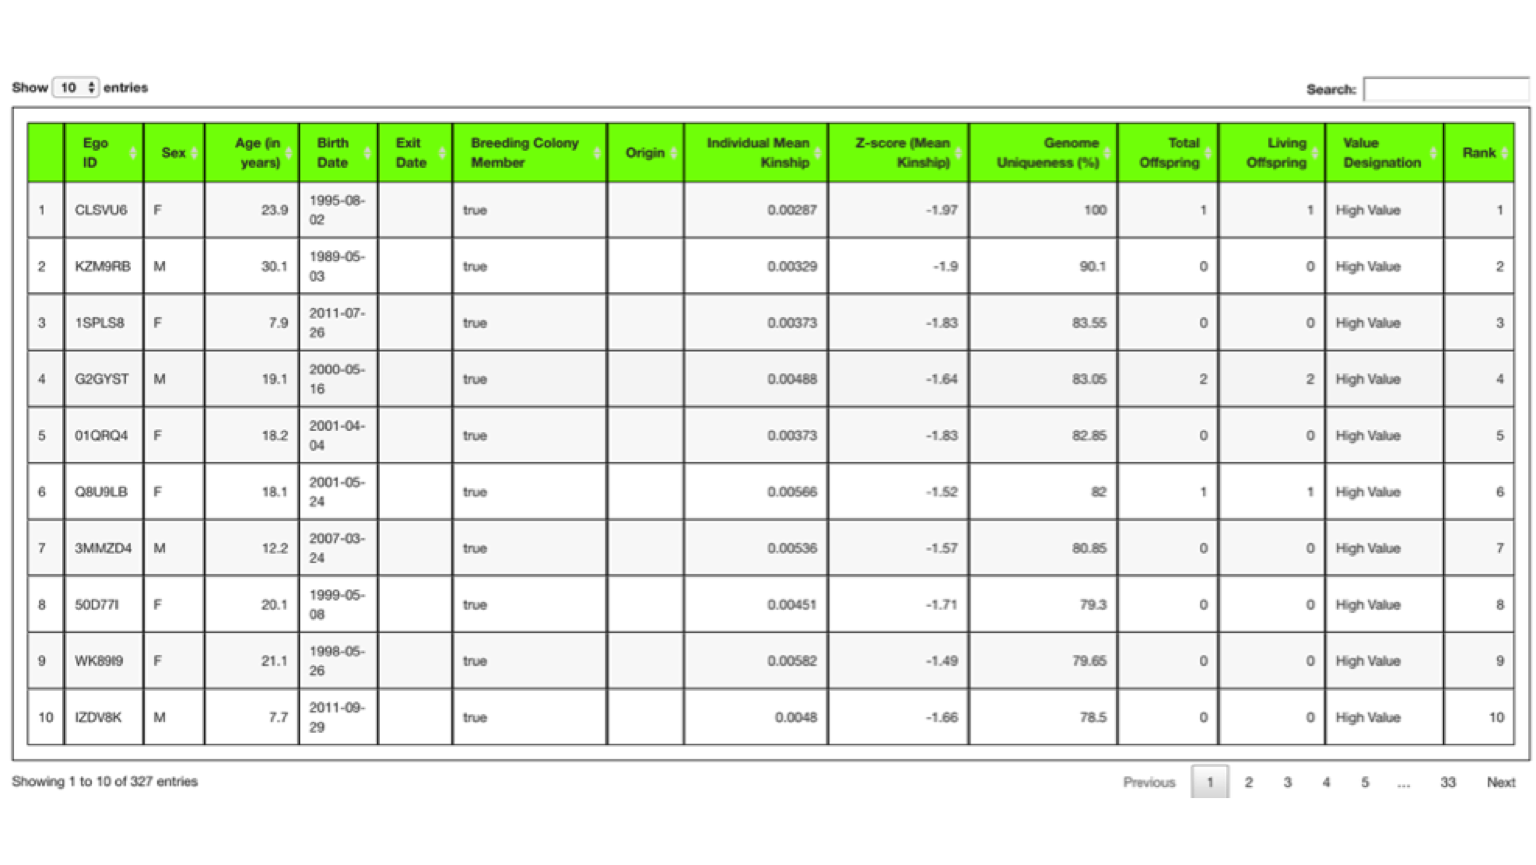 Show 10 entries
Search:
Ego ID Sex Age (in years) Birth Date Exit Date Breeding Colony Member Origin Individual Mean Kinship Z-score (Mean Kinship) Genome Uniqueness (%) Total Offspring Living Offspring Value Designation Rank
1 CLSVU6 F 23.9 1995-08-02 true 0.00287 -1.97 100 1 1 High Value 1
2 KZM9RB M 30.1 1989-05-03 true 0.00329 -1.9 90.1 0 0 High Value 2
3 1SPLS8 F 7.9 2011-07-26 true 0.00373 -1.83 83.55 0 0 High Value 3
4 G2GYST M 19.1 2000-05-16 true 0.00488 -1.64 83.05 2 2 High Value 4
5 01QRQ4 F 18.2 2001-04-04 true 0.00373 -1.83 82.85 0 0 High Value 5
6 Q8U9LB F 18.1 2001-05-24 true 0.00566 -1.52 82 1 1 High Value 6
7 3MMZD4 M 12.2 2007-03-24 true 0.00536 -1.57 80.85 0 0 High Value 7
8 50D77I F 20.1 1999-05-08 true 0.00451 -1.71 79.3 0 0 High Value 8
9 WK89I9 F 21.1 1998-05-26 true 0.00582 -1.49 79.65 0 0 High Value 9
10 IZDV8K M 7.7 2011-09-29 true 0.0048 -1.66 78.5 0 0 High Value 10
Showing 1 to 10 of 327 entries
Previous 1 2 3 4 5 ... 33 Next